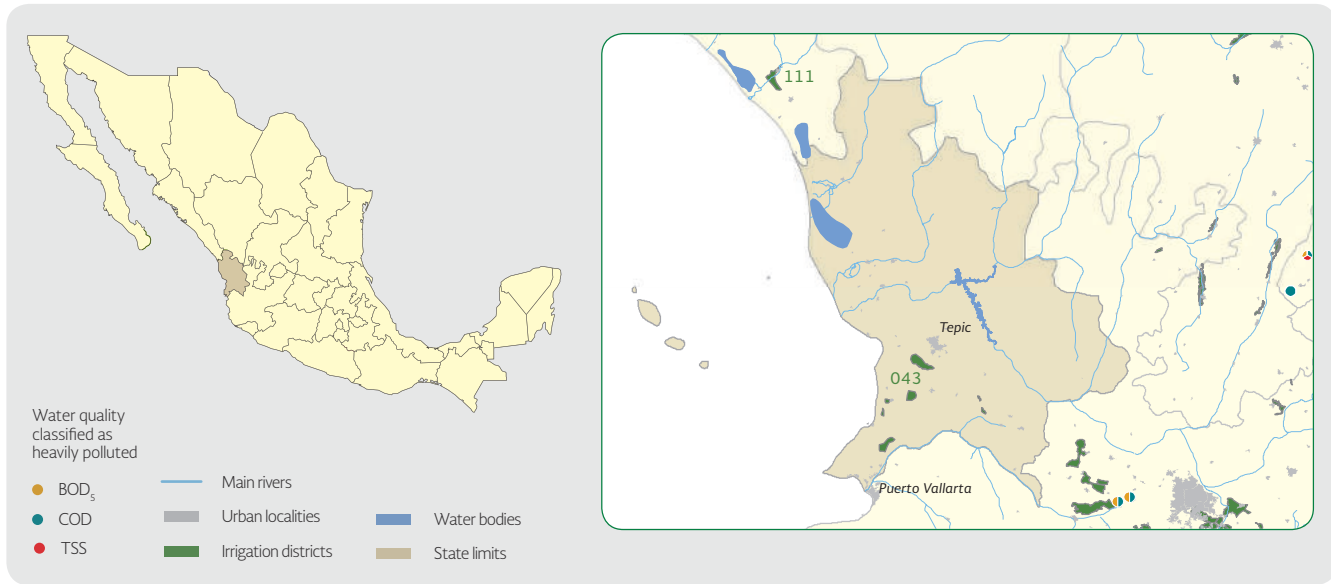 111
Tepic
043
Puerto Vallarta
Water quality
classified as
heavily polluted
BOD₅
COD
TSS
Main rivers
Urban localities
Irrigation districts
Water bodies
State limits